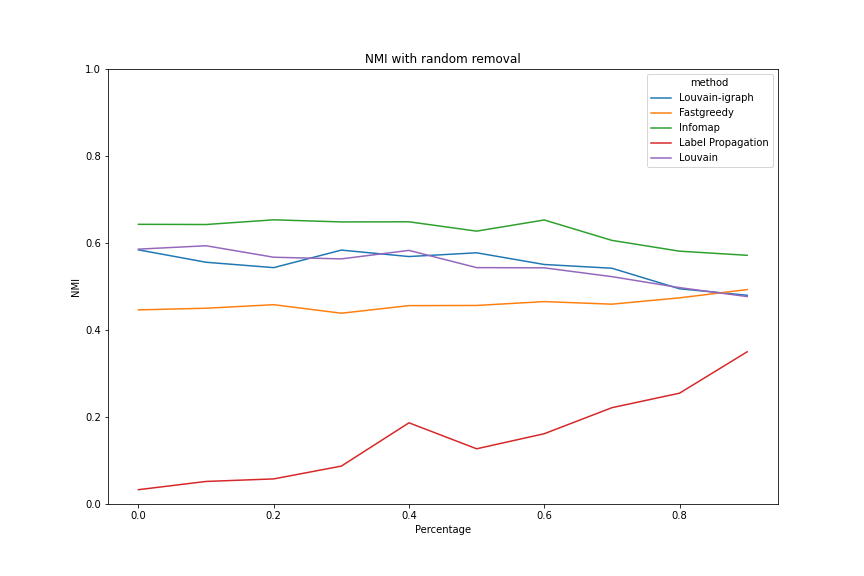 NMI with random removal
method
Louvain-igraph
Fastgreedy
Infomap
Label Propagation
Louvain
NMI
1.0
0.8
0.6
0.4
0.2
0.0
0.0 0.2 0.4 0.6 0.8
Percentage